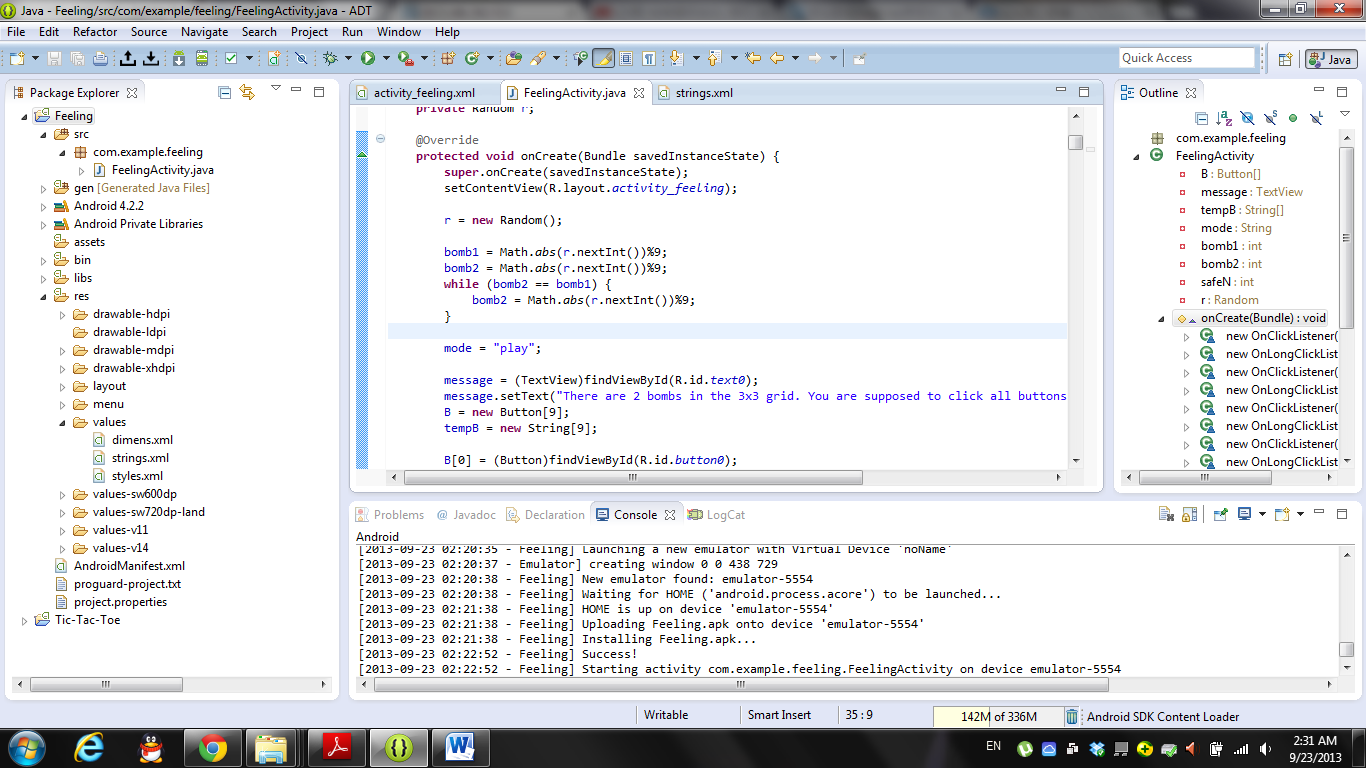 Java - Feeling/src/com/example/feeling/FeelingActivity.java - ADT
File Edit Refactor Source Navigate Search Project Run Window Help
Quick Access
Java
Package Explorer
Feeling
src
com.example.feeling
FeelingActivity.java
gen [Generated Java Files]
Android 4.2.2
Android Private Libraries
assets
bin
libs
res
drawable-hdpi
drawable-ldpi
drawable-mdpi
drawable-xhdpi
layout
menu
values
dimens.xml
strings.xml
styles.xml
values-sw600dp
values-sw720dp-land
values-v11
values-v14
AndroidManifest.xml
proguard-project.txt
project.properties
Tic-Tac-Toe
activity_feeling.xml FeelingActivity.java strings.xml
private Random r;
@Override
protected void onCreate(Bundle savedInstanceState) {
super.onCreate(savedInstanceState);
setContentView(R.layout.activity_feeling);
r = new Random();
bomb1 = Math.abs(r.nextInt())%9;
bomb2 = Math.abs(r.nextInt())%9;
while (bomb2 == bomb1) {
bomb2 = Math.abs(r.nextInt())%9;
}
mode = "play";
message = (TextView)findViewById(R.id.text0);
message.setText("There are 2 bombs in the 3x3 grid. You are supposed to click all buttons
B = new Button[9];
tempB = new String[9];
B[0] = (Button)findViewById(R.id.button0);
Outline
com.example.feeling
FeelingActivity
B : Button[]
message : TextView
tempB : String[]
mode : String
bomb1 : int
bomb2 : int
safeN : int
r : Random
onCreate(Bundle) : void
new OnClickListener(
new OnLongClickList
new OnClickListener(
new OnLongClickList
new OnClickListener(
new OnLongClickList
new OnClickListener(
new OnLongClickList
Problems @ Javadoc Declaration Console LogCat
Android
[2013-09-23 02:20:35 - Feeling] Launching a new emulator with Virtual Device 'noName'
[2013-09-23 02:20:37 - Emulator] creating window 0 0 438 729
[2013-09-23 02:20:38 - Feeling] New emulator found: emulator-5554
[2013-09-23 02:20:38 - Feeling] Waiting for HOME ('android.process.acore') to be launched...
[2013-09-23 02:21:38 - Feeling] HOME is up on device 'emulator-5554'
[2013-09-23 02:21:38 - Feeling] Uploading Feeling.apk onto device 'emulator-5554'
[2013-09-23 02:21:38 - Feeling] Installing Feeling.apk...
[2013-09-23 02:22:52 - Feeling] Success!
[2013-09-23 02:22:52 - Feeling] Starting activity com.example.feeling.FeelingActivity on device emulator-5554
Writable Smart Insert 35 : 9 142M of 336M Android SDK Content Loader
EN
2:31 AM
9/23/2013